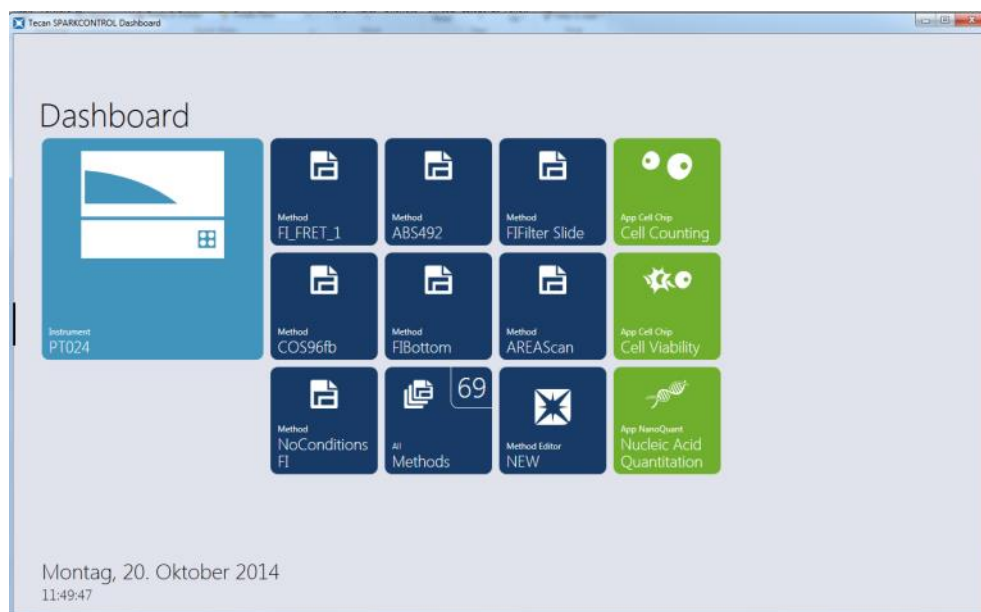 Tecan SPARKCONTROL Dashboard
Dashboard
Instrument
PT024
Method
FI_FRET_1
Method
ABS492
Method
FIFilter Slide
App Cell Chip
Cell Counting
Method
COS96fb
Method
FIBottom
Method
AREAScan
App Cell Chip
Cell Viability
Method
NoConditions
FI
69
All
Methods
Method Editor
NEW
App NanoQuant
Nucleic Acid
Quantitation
Montag, 20. Oktober 2014
11:49:47